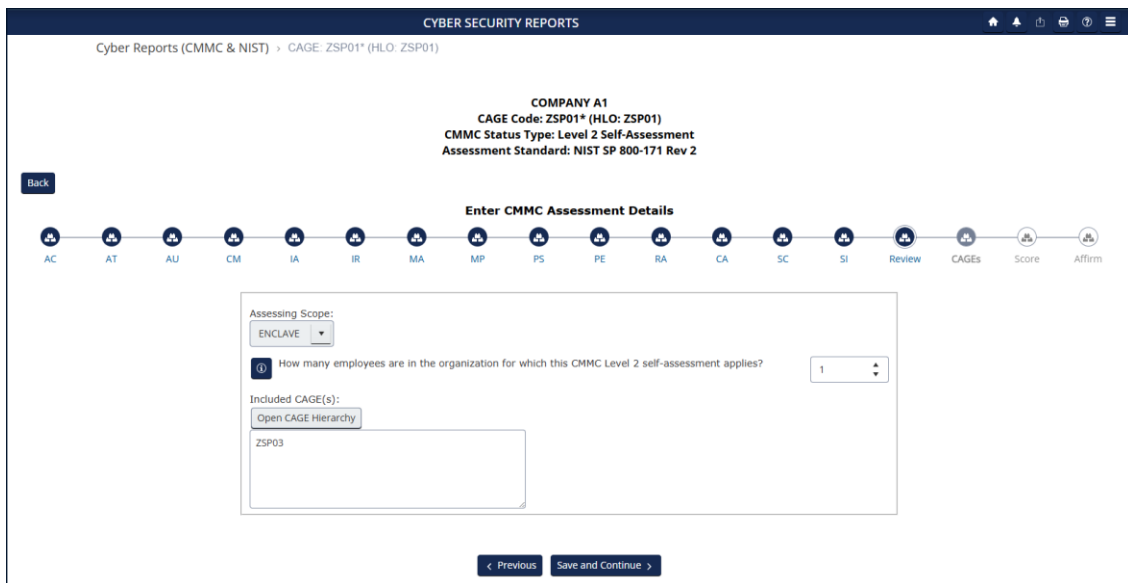 CYBER SECURITY REPORTS
Cyber Reports (CMMC & NIST) › CAGE: ZSP01* (HLO: ZSP01)
COMPANY A1
CAGE Code: ZSP01* (HLO: ZSP01)
CMMC Status Type: Level 2 Self-Assessment
Assessment Standard: NIST SP 800-171 Rev 2
Back
Enter CMMC Assessment Details
AC AT AU CM IA IR MA MP PS PE RA CA SC SI Review CAGEs Score Affirm
Assessing Scope:
ENCLAVE
How many employees are in the organization for which this CMMC Level 2 self-assessment applies? 1
Included CAGE(s):
Open CAGE Hierarchy
ZSP03
‹ Previous Save and Continue ›